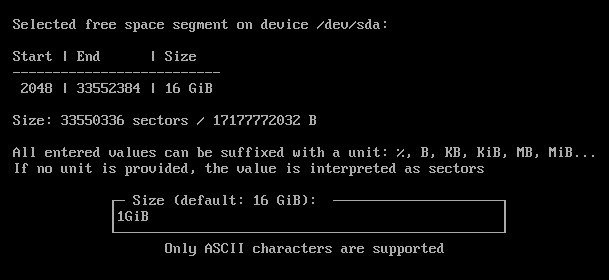 Selected free space segment on device /dev/sda:
Start | End      | Size
--------------------------
 2048 | 33552384 | 16 GiB
Size: 33550336 sectors / 17177772032 B
All entered values can be suffixed with a unit: %, B, KB, KiB, MB, MiB...
If no unit is provided, the value is interpreted as sectors
Size (default: 16 GiB):
1GiB
Only ASCII characters are supported